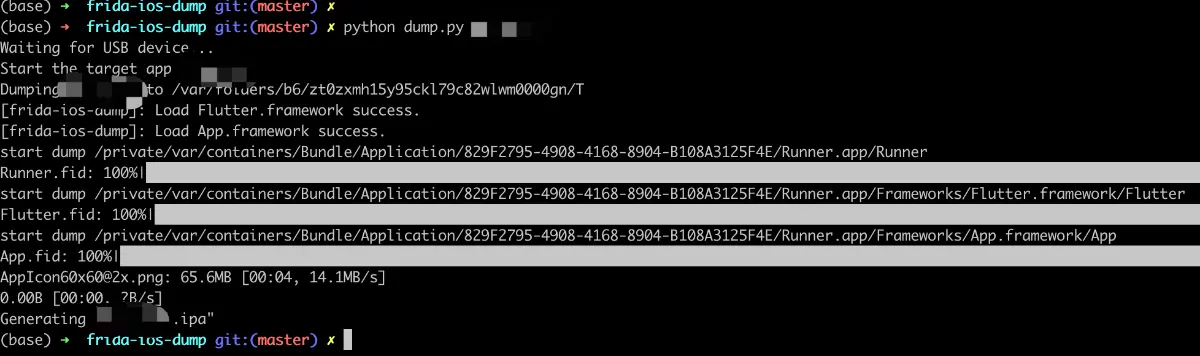 (base) → frida-ios-dump git:(master) ✗
(base) → frida-ios-dump git:(master) ✗ python dump.py
Waiting for USB device ..
Start the target app
Dumping to /var/folders/b6/zt0zxmh15y95ckl79c82wlwm0000gn/T
[frida-ios-dump]: Load Flutter.framework success.
[frida-ios-dump]: Load App.framework success.
start dump /private/var/containers/Bundle/Application/829F2795-4908-4168-8904-B108A3125F4E/Runner.app/Runner
Runner.fid: 100%|
start dump /private/var/containers/Bundle/Application/829F2795-4908-4168-8904-B108A3125F4E/Runner.app/Frameworks/Flutter.framework/Flutter
Flutter.fid: 100%|
start dump /private/var/containers/Bundle/Application/829F2795-4908-4168-8904-B108A3125F4E/Runner.app/Frameworks/App.framework/App
App.fid: 100%|
AppIcon60x60@2x.png: 65.6MB [00:04, 14.1MB/s]
0.00B [00:00, ?B/s]
Generating .ipa"
(base) → frida-ios-dump git:(master) ✗